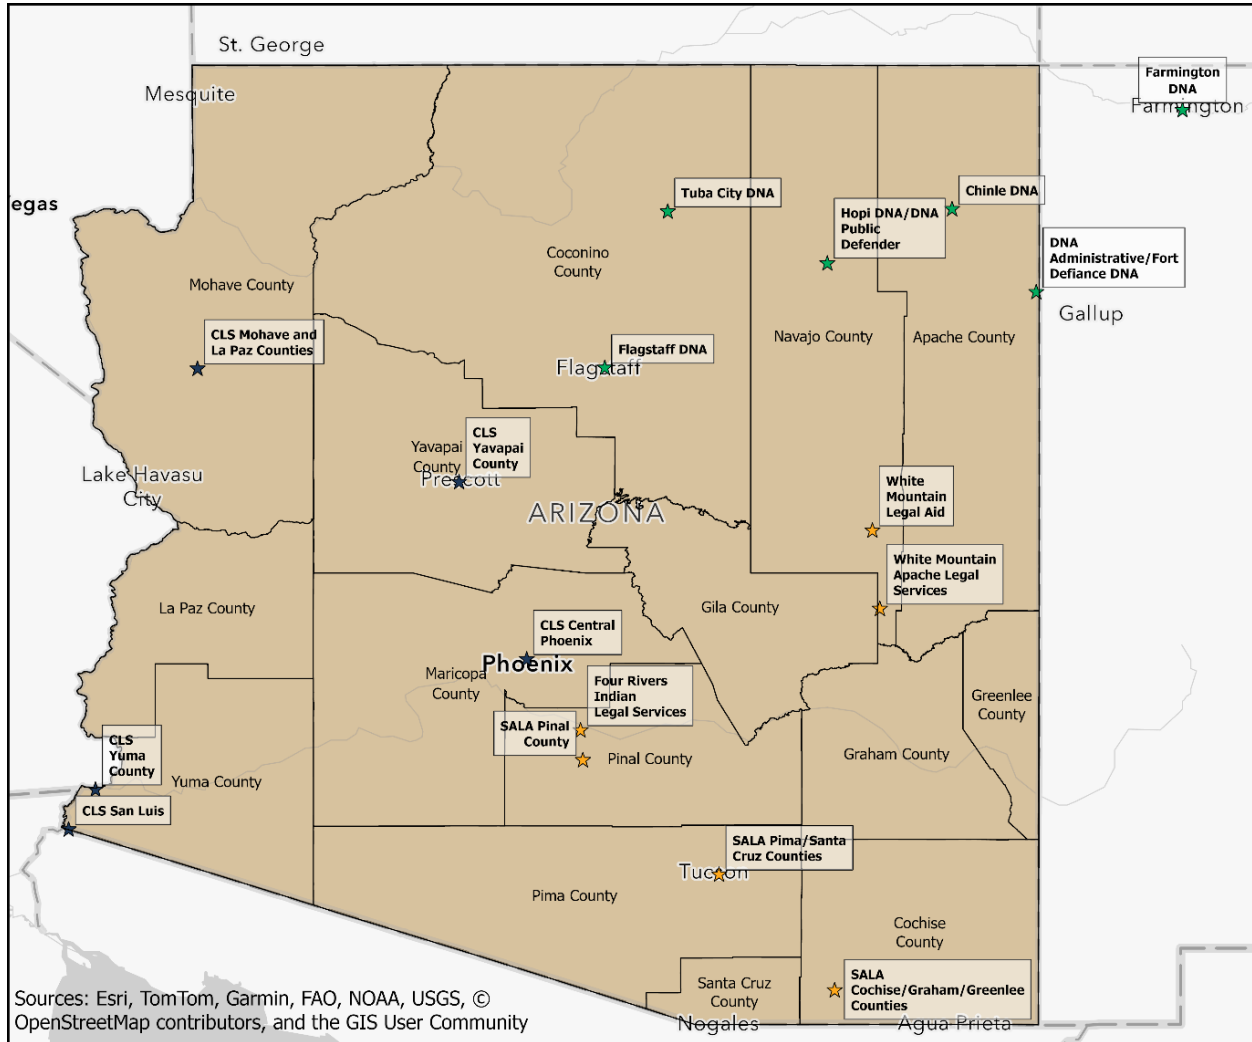 St. George
Mesquite
Farmington
DNA
Farmington
Tuba City DNA
Chinle DNA
egas
Hopi DNA/DNA
Public
Defender
DNA
Administrative/Fort
Defiance DNA
Coconino
County
Mohave County
Gallup
CLS Mohave and
La Paz Counties
Navajo County
Apache County
Flagstaff DNA
Flagstaff
CLS
Yavapai
County
Yavapai
County
Prescott
Lake Havasu
City
White
Mountain
Legal Aid
ARIZONA
White Mountain
Apache Legal
Services
La Paz County
Gila County
CLS Central
Phoenix
Phoenix
Maricopa
County
Four Rivers
Indian
Legal Services
Greenlee
County
SALA Pinal
County
CLS
Yuma
County
Yuma County
Pinal County
Graham County
CLS San Luis
SALA Pima/Santa
Cruz Counties
Tucson
Pima County
Cochise
County
SALA
Cochise/Graham/Greenlee
Counties
Santa Cruz
County
Sources: Esri, TomTom, Garmin, FAO, NOAA, USGS, ©
OpenStreetMap contributors, and the GIS User Community
Nogales
Agua Prieta